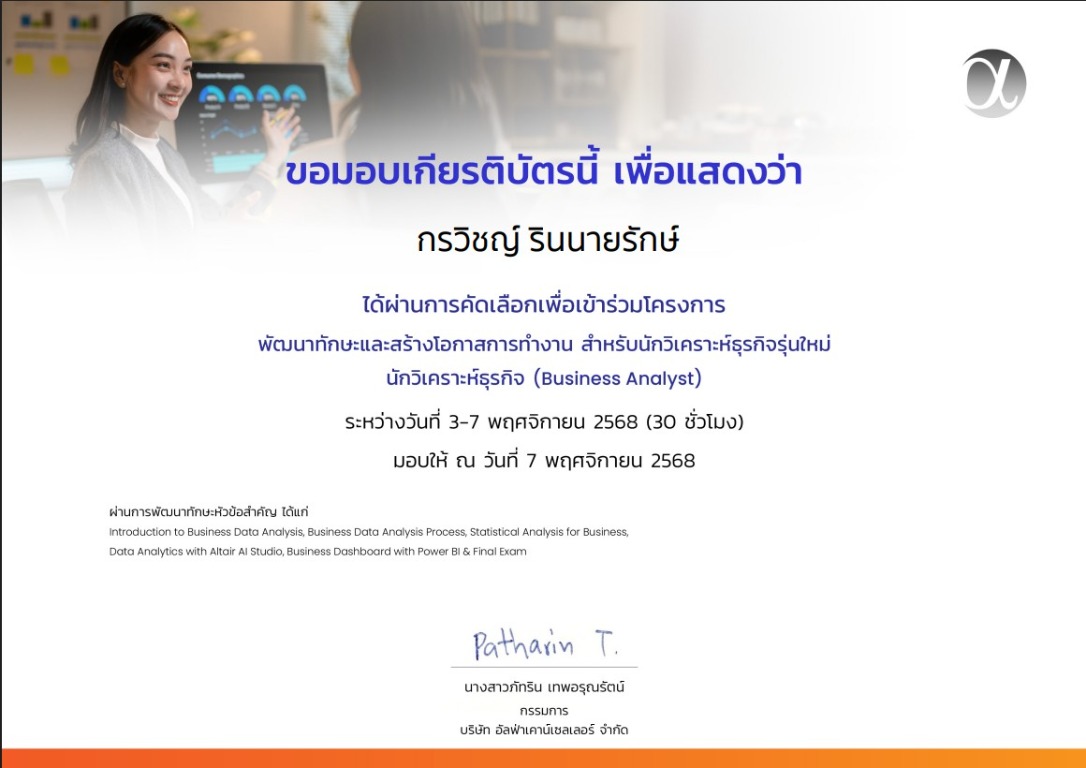 ขอมอบเกียรติบัตรนี้ เพื่อแสดงว่า
กรวิชญ์ รินนายรักษ์
ได้ผ่านการคัดเลือกเพื่อเข้าร่วมโครงการ
พัฒนาทักษะและสร้างโอกาสการทำงาน สำหรับนักวิเคราะห์ธุรกิจรุ่นใหม่
นักวิเคราะห์ธุรกิจ (Business Analyst)
ระหว่างวันที่ 3-7 พฤศจิกายน 2568 (30 ชั่วโมง)
มอบให้ ณ วันที่ 7 พฤศจิกายน 2568
ผ่านการพัฒนาทักษะหัวข้อสำคัญ ได้แก่
Introduction to Business Data Analysis, Business Data Analysis Process, Statistical Analysis for Business,
Data Analytics with Altair AI Studio, Business Dashboard with Power BI & Final Exam
Patharin T.
นางสาวภัทริน เทพอรุณรัตน์
กรรมการ
บริษัท อัลฟ่าเคาน์เซลเลอร์ จำกัด